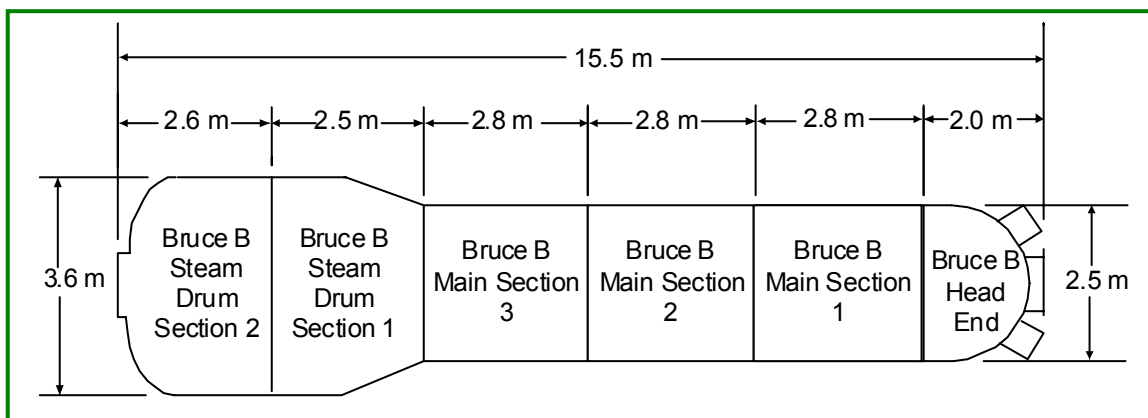 15.5 m
2.6 m
2.5 m
2.8 m
2.8 m
2.8 m
2.0 m
3.6 m
Bruce B
Steam
Drum
Section 2
Bruce B
Steam
Drum
Section 1
Bruce B
Main Section
3
Bruce B
Main Section
2
Bruce B
Main Section
1
Bruce B
Head
End
2.5 m